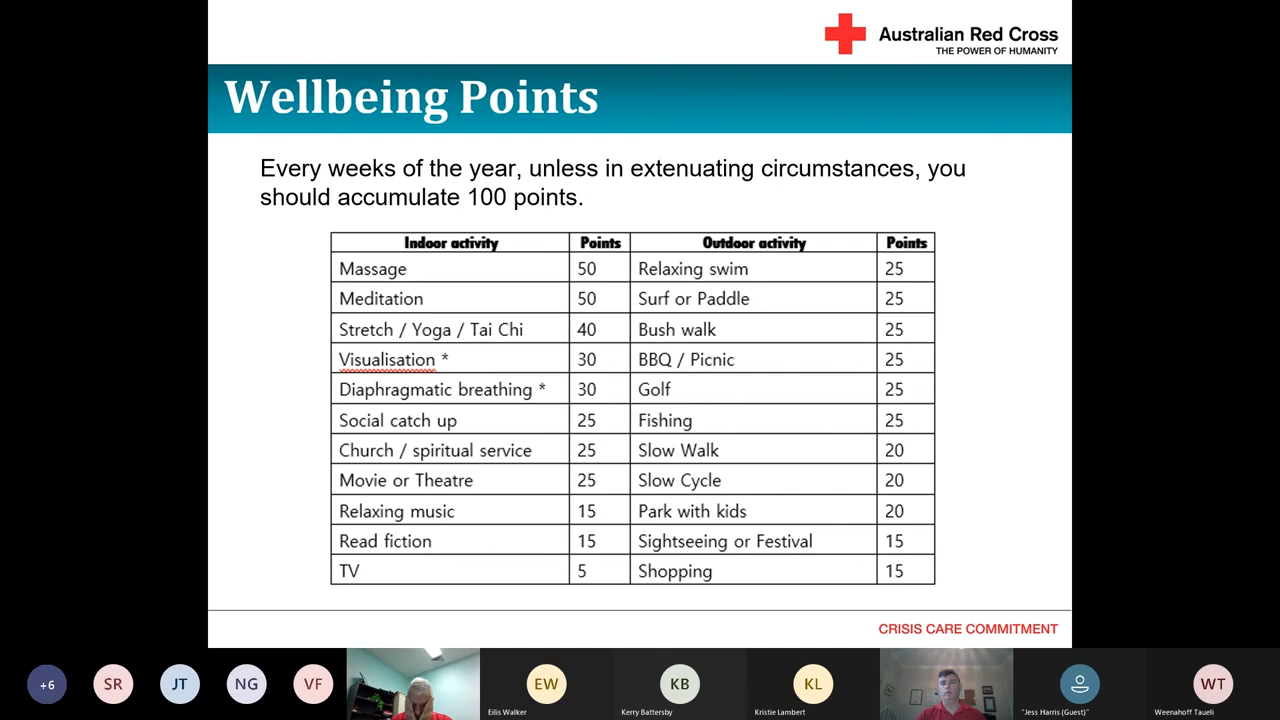 Australian Red Cross
THE POWER OF HUMANITY
Wellbeing Points
Every weeks of the year, unless in extenuating circumstances, you
should accumulate 100 points.
Indoor activity Points Outdoor activity Points
Massage 50 Relaxing swim 25
Meditation 50 Surf or Paddle 25
Stretch / Yoga / Tai Chi 40 Bush walk 25
Visualisation * 30 BBQ / Picnic 25
Diaphragmatic breathing * 30 Golf 25
Social catch up 25 Fishing 25
Church / spiritual service 25 Slow Walk 20
Movie or Theatre 25 Slow Cycle 20
Relaxing music 15 Park with kids 20
Read fiction 15 Sightseeing or Festival 15
TV 5 Shopping 15
CRISIS CARE COMMITMENT
+6 SR JT NG VF EW KB KL WT
Eilis Walker Kerry Battersby Kristie Lambert "Jess Harris (Guest)" Weenahoff Taueli